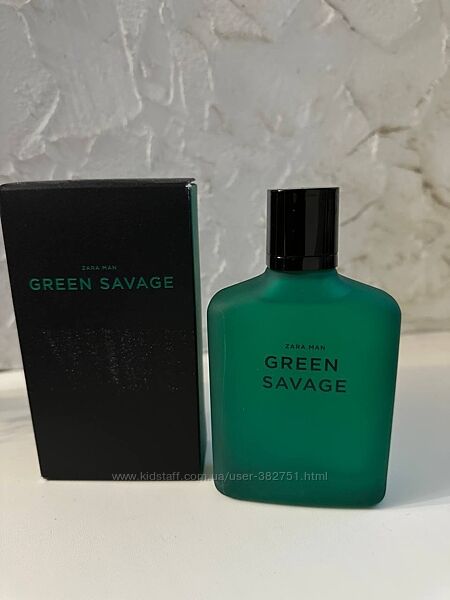 ZARA MAN
GREEN SAVAGE
ZARA MAN
GREEN
SAVAGE
www.kidstaff.com.ua/user-382751.html